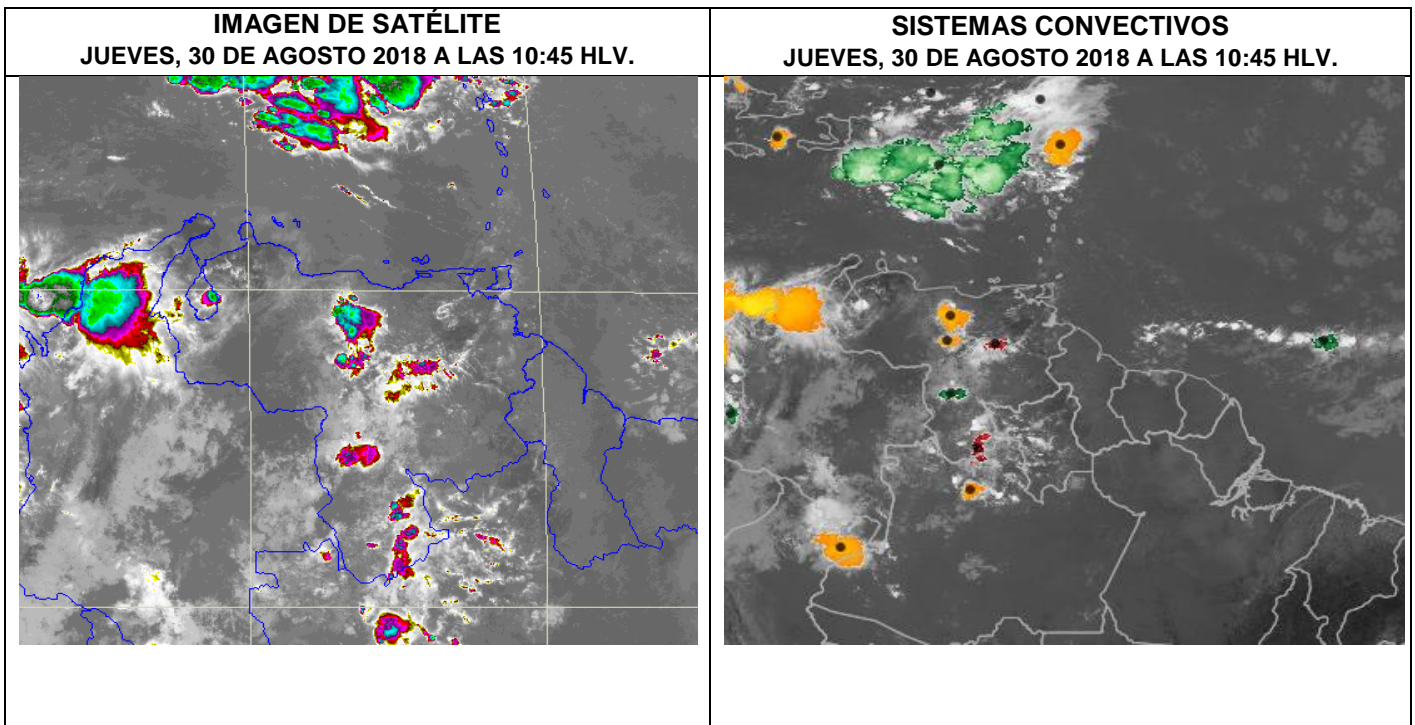 IMAGEN DE SATÉLITE
JUEVES, 30 DE AGOSTO 2018 A LAS 10:45 HLV.
SISTEMAS CONVECTIVOS
JUEVES, 30 DE AGOSTO 2018 A LAS 10:45 HLV.